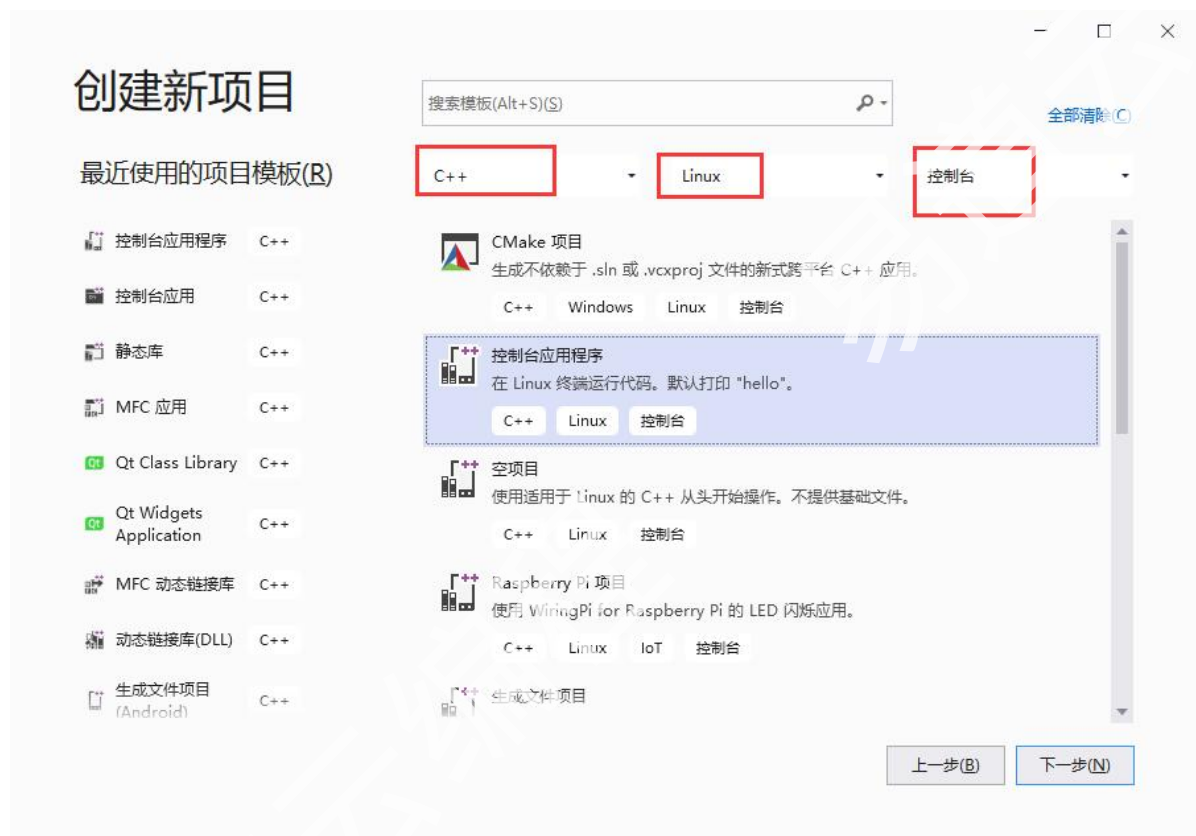 创建新项目
搜索模板(Alt+S)(S)
全部清除(C)
最近使用的项目模板(R)
C++
Linux
控制台
控制台应用程序 C++
控制台应用 C++
静态库 C++
MFC 应用 C++
Qt Class Library C++
Qt Widgets
Application C++
MFC 动态链接库 C++
动态链接库(DLL) C++
生成文件项目
(Android) C++
CMake 项目
生成不依赖于 .sln 或 .vcxproj 文件的新式跨平台 C++ 应用。
C++ Windows Linux 控制台
控制台应用程序
在 Linux 终端运行代码。默认打印 "hello"。
C++ Linux 控制台
空项目
使用适用于 Linux 的 C++ 从头开始操作。不提供基础文件。
C++ Linux 控制台
Raspberry Pi 项目
使用 WiringPi for Raspberry Pi 的 LED 闪烁应用。
C++ Linux IoT 控制台
生成文件项目
上一步(B)
下一步(N)